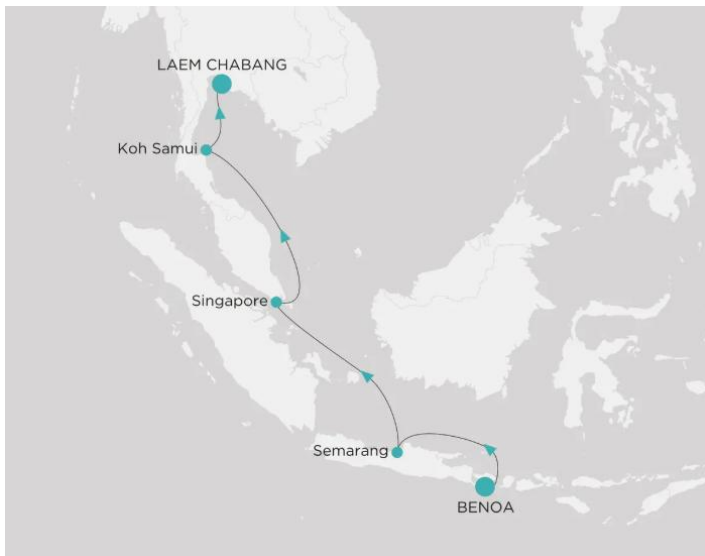 LAEM CHABANG
Koh Samui
Singapore
Semarang
BENOA